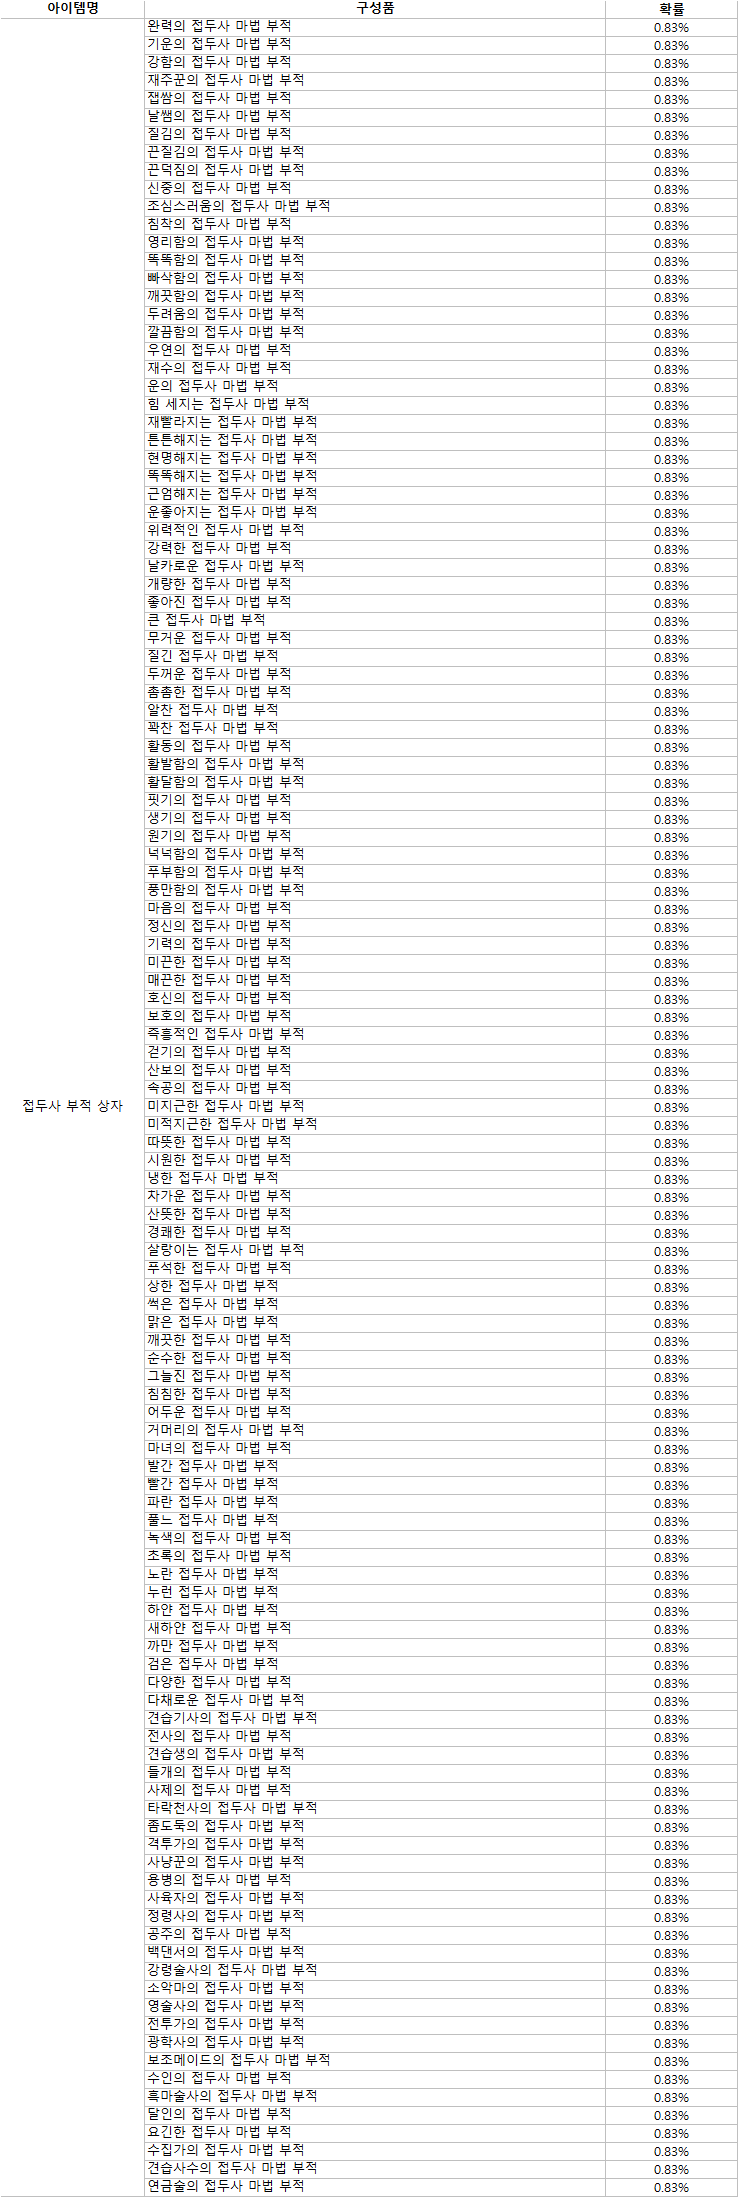 아이템명 구성품 확률
완력의 접두사 마법 부적 0.83%
기운의 접두사 마법 부적 0.83%
강함의 접두사 마법 부적 0.83%
재주꾼의 접두사 마법 부적 0.83%
잽쌈의 접두사 마법 부적 0.83%
날쌤의 접두사 마법 부적 0.83%
질김의 접두사 마법 부적 0.83%
끈질김의 접두사 마법 부적 0.83%
끈덕짐의 접두사 마법 부적 0.83%
신중의 접두사 마법 부적 0.83%
조심스러움의 접두사 마법 부적 0.83%
침착의 접두사 마법 부적 0.83%
영리함의 접두사 마법 부적 0.83%
똑똑함의 접두사 마법 부적 0.83%
빠삭함의 접두사 마법 부적 0.83%
깨끗함의 접두사 마법 부적 0.83%
두려움의 접두사 마법 부적 0.83%
깔끔함의 접두사 마법 부적 0.83%
우연의 접두사 마법 부적 0.83%
재수의 접두사 마법 부적 0.83%
운의 접두사 마법 부적 0.83%
힘 세지는 접두사 마법 부적 0.83%
재빨라지는 접두사 마법 부적 0.83%
튼튼해지는 접두사 마법 부적 0.83%
현명해지는 접두사 마법 부적 0.83%
똑똑해지는 접두사 마법 부적 0.83%
근엄해지는 접두사 마법 부적 0.83%
운좋아지는 접두사 마법 부적 0.83%
위력적인 접두사 마법 부적 0.83%
강력한 접두사 마법 부적 0.83%
날카로운 접두사 마법 부적 0.83%
개량한 접두사 마법 부적 0.83%
좋아진 접두사 마법 부적 0.83%
큰 접두사 마법 부적 0.83%
무거운 접두사 마법 부적 0.83%
질긴 접두사 마법 부적 0.83%
두꺼운 접두사 마법 부적 0.83%
촘촘한 접두사 마법 부적 0.83%
알찬 접두사 마법 부적 0.83%
꽉찬 접두사 마법 부적 0.83%
활동의 접두사 마법 부적 0.83%
활발함의 접두사 마법 부적 0.83%
활달함의 접두사 마법 부적 0.83%
핏기의 접두사 마법 부적 0.83%
생기의 접두사 마법 부적 0.83%
원기의 접두사 마법 부적 0.83%
넉넉함의 접두사 마법 부적 0.83%
푸부함의 접두사 마법 부적 0.83%
풍만함의 접두사 마법 부적 0.83%
마음의 접두사 마법 부적 0.83%
정신의 접두사 마법 부적 0.83%
기력의 접두사 마법 부적 0.83%
미끈한 접두사 마법 부적 0.83%
매끈한 접두사 마법 부적 0.83%
호신의 접두사 마법 부적 0.83%
보호의 접두사 마법 부적 0.83%
즉흥적인 접두사 마법 부적 0.83%
걷기의 접두사 마법 부적 0.83%
산보의 접두사 마법 부적 0.83%
속공의 접두사 마법 부적 0.83%
접두사 부적 상자 미지근한 접두사 마법 부적 0.83%
미적지근한 접두사 마법 부적 0.83%
따뜻한 접두사 마법 부적 0.83%
시원한 접두사 마법 부적 0.83%
냉한 접두사 마법 부적 0.83%
차가운 접두사 마법 부적 0.83%
산뜻한 접두사 마법 부적 0.83%
경쾌한 접두사 마법 부적 0.83%
살랑이는 접두사 마법 부적 0.83%
푸석한 접두사 마법 부적 0.83%
상한 접두사 마법 부적 0.83%
썩은 접두사 마법 부적 0.83%
맑은 접두사 마법 부적 0.83%
깨끗한 접두사 마법 부적 0.83%
순수한 접두사 마법 부적 0.83%
그늘진 접두사 마법 부적 0.83%
침침한 접두사 마법 부적 0.83%
어두운 접두사 마법 부적 0.83%
거머리의 접두사 마법 부적 0.83%
마녀의 접두사 마법 부적 0.83%
발간 접두사 마법 부적 0.83%
빨간 접두사 마법 부적 0.83%
파란 접두사 마법 부적 0.83%
풀느 접두사 마법 부적 0.83%
녹색의 접두사 마법 부적 0.83%
초록의 접두사 마법 부적 0.83%
노란 접두사 마법 부적 0.83%
누런 접두사 마법 부적 0.83%
하얀 접두사 마법 부적 0.83%
새하얀 접두사 마법 부적 0.83%
까만 접두사 마법 부적 0.83%
검은 접두사 마법 부적 0.83%
다양한 접두사 마법 부적 0.83%
다채로운 접두사 마법 부적 0.83%
견습기사의 접두사 마법 부적 0.83%
전사의 접두사 마법 부적 0.83%
견습생의 접두사 마법 부적 0.83%
들개의 접두사 마법 부적 0.83%
사제의 접두사 마법 부적 0.83%
타락천사의 접두사 마법 부적 0.83%
좀도둑의 접두사 마법 부적 0.83%
격투가의 접두사 마법 부적 0.83%
사냥꾼의 접두사 마법 부적 0.83%
용병의 접두사 마법 부적 0.83%
사육자의 접두사 마법 부적 0.83%
정령사의 접두사 마법 부적 0.83%
공주의 접두사 마법 부적 0.83%
백댄서의 접두사 마법 부적 0.83%
강령술사의 접두사 마법 부적 0.83%
소악마의 접두사 마법 부적 0.83%
영술사의 접두사 마법 부적 0.83%
전투가의 접두사 마법 부적 0.83%
광학사의 접두사 마법 부적 0.83%
보조메이드의 접두사 마법 부적 0.83%
수인의 접두사 마법 부적 0.83%
흑마술사의 접두사 마법 부적 0.83%
달인의 접두사 마법 부적 0.83%
요긴한 접두사 마법 부적 0.83%
수집가의 접두사 마법 부적 0.83%
견습사수의 접두사 마법 부적 0.83%
연금술의 접두사 마법 부적 0.83%